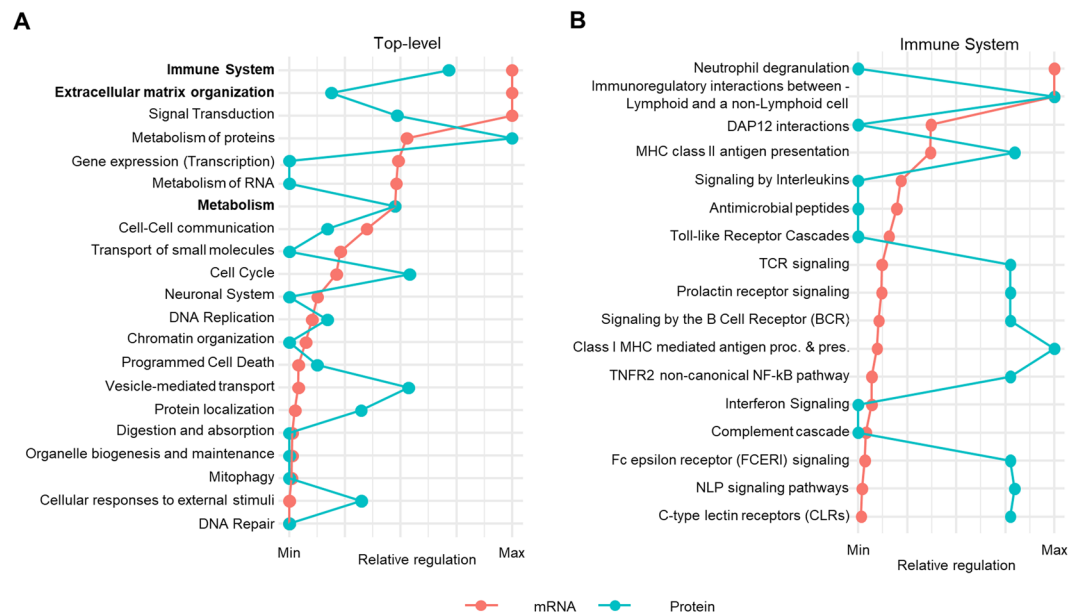 A
Top-level
Immune System
Extracellular matrix organization
Signal Transduction
Metabolism of proteins
Gene expression (Transcription)
Metabolism of RNA
Metabolism
Cell-Cell communication
Transport of small molecules
Cell Cycle
Neuronal System
DNA Replication
Chromatin organization
Programmed Cell Death
Vesicle-mediated transport
Protein localization
Digestion and absorption
Organelle biogenesis and maintenance
Mitophagy
Cellular responses to external stimuli
DNA Repair
Min
Max
Relative regulation
B
Immune System
Neutrophil degranulation
Immunoregulatory interactions between -
Lymphoid and a non-Lymphoid cell
DAP12 interactions
MHC class II antigen presentation
Signaling by Interleukins
Antimicrobial peptides
Toll-like Receptor Cascades
TCR signaling
Prolactin receptor signaling
Signaling by the B Cell Receptor (BCR)
Class I MHC mediated antigen proc. & pres.
TNFR2 non-canonical NF-kB pathway
Interferon Signaling
Complement cascade
Fc epsilon receptor (FCERI) signaling
NLP signaling pathways
C-type lectin receptors (CLRs)
Min
Max
Relative regulation
mRNA
Protein